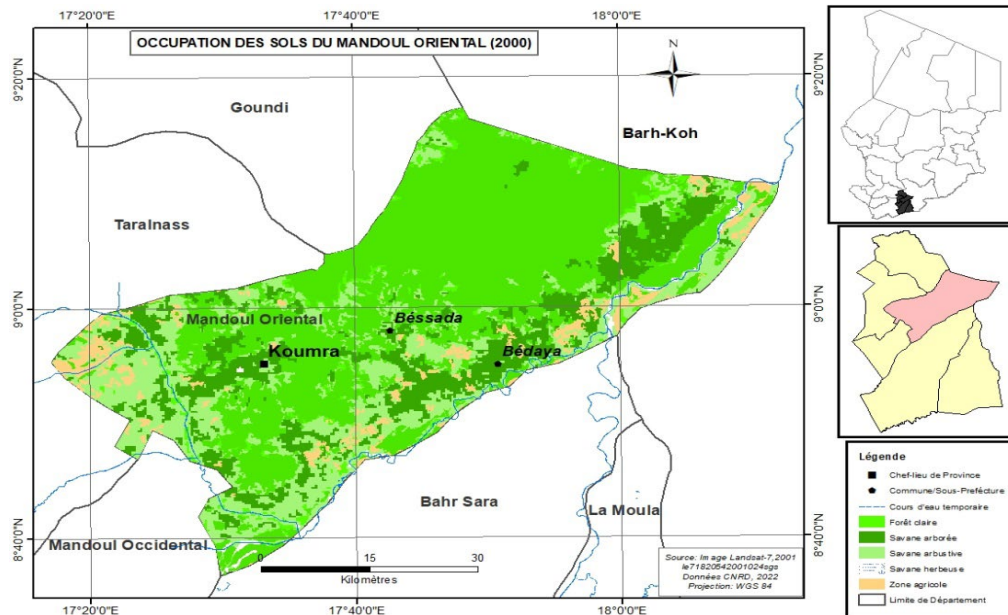 17°20'0"E
17°40'0"E
18°0'0"E
OCCUPATION DES SOLS DU MANDOUL ORIENTAL (2000)
N
9°20'0"N
9°20'0"N
Goundi
Barh-Koh
Taralnass
9°0'0"N
9°0'0"N
Mandoul Oriental
Béssada
Koumra
Bédaya
Bahr Sara
La Moula
Mandoul Occidental
8°40'0"N
8°40'0"N
0
15
30
Kilomètres
Source: Image Landsat-7,2001
le71820542001024sgs
Données CNRD, 2022
Projection: WGS 84
17°20'0"E
17°40'0"E
18°0'0"E
Légende
Chef-lieu de Province
Commune/Sous-Préfecture
Cours d'eau temporaire
Forêt claire
Savane arborée
Savane arbustive
Savane herbeuse
Zone agricole
Limite de Département